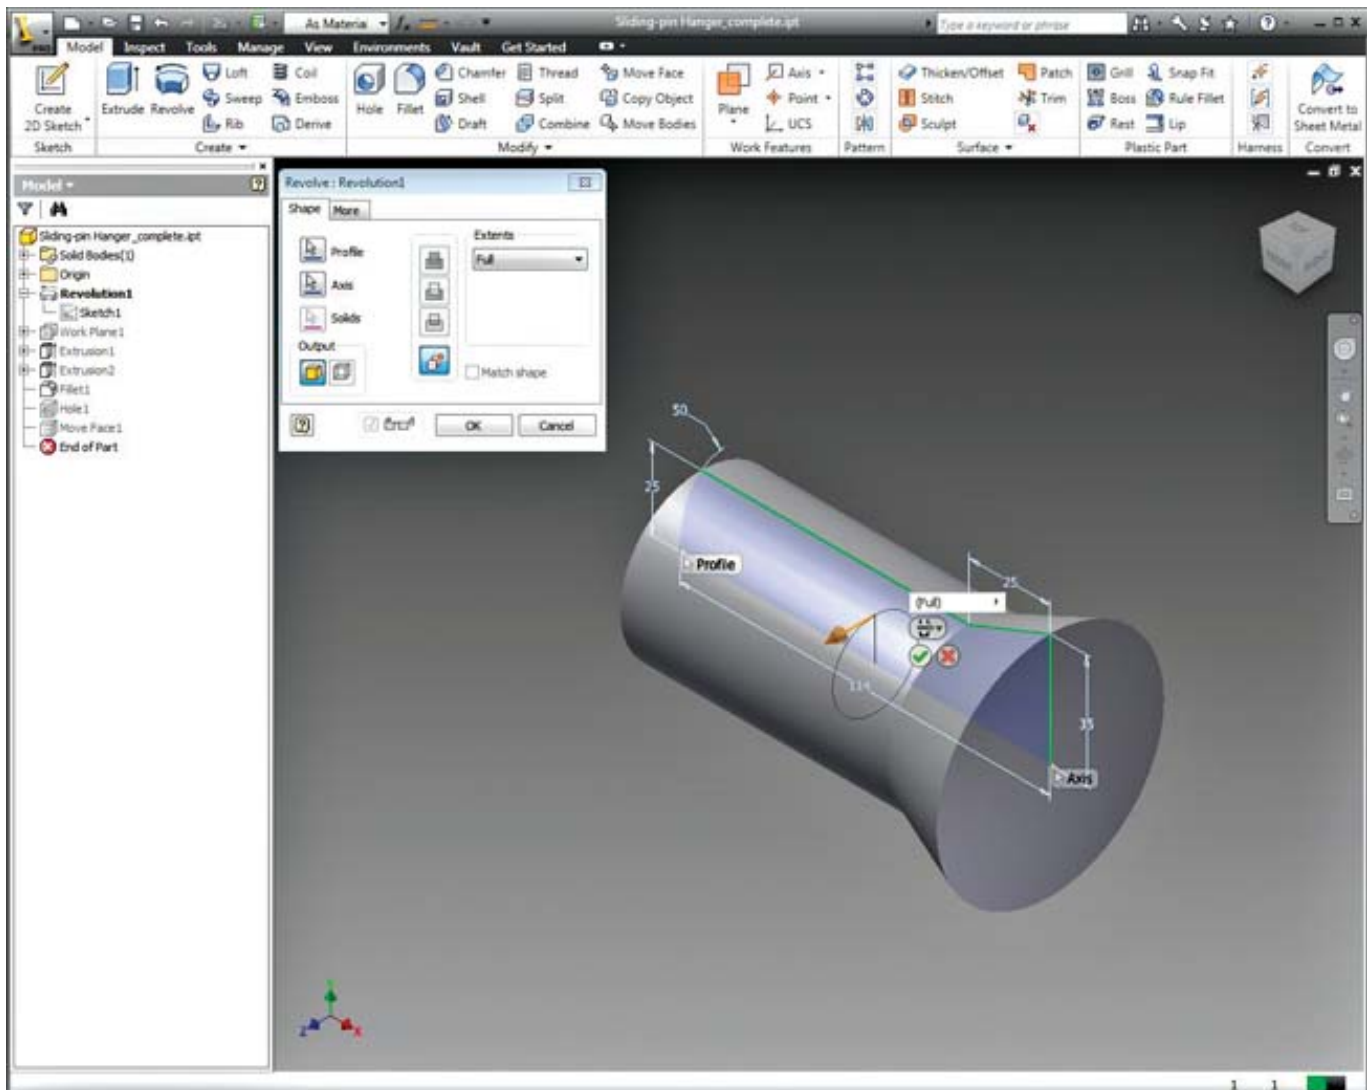 As Material
Sliding-pin Hanger_complete.ipt
Type a keyword or phrase
PRO
Model Inspect Tools Manage View Environments Vault Get Started
Create 2D Sketch
Extrude Revolve
Loft Coil
Sweep Emboss
Rib Derive
Hole Fillet
Chamfer Thread Move Face
Shell Split Copy Object
Draft Combine Move Bodies
Plane
Axis
Point
UCS
Thicken/Offset Patch
Stitch Trim
Sculpt
Grill Snap Fit
Boss Rule Fillet
Rest Lip
Convert to Sheet Metal
Sketch Create Modify Work Features Pattern Surface Plastic Part Harness Convert
Model
Sliding-pin Hanger_complete.ipt
Solid Bodies(1)
Origin
Revolution1
Sketch1
Work Plane1
Extrusion1
Extrusion2
Fillet1
Hole1
Move Face1
End of Part
Revolve : Revolution1
Shape More
Profile
Axis
Solids
Output
Extents
Full
Match shape
OK Cancel
50
25
Profile
25
(Full)
114
35
Axis
Y
Z
X
1 1